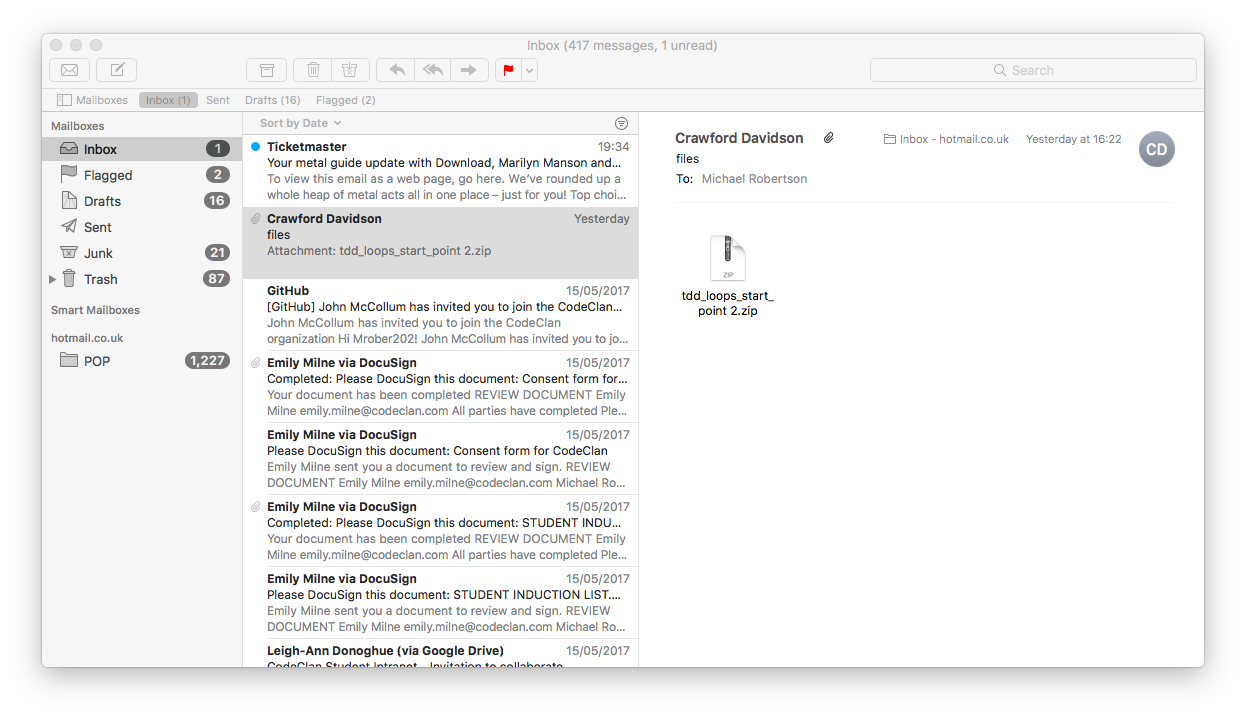 Inbox (417 messages, 1 unread)
Search
Mailboxes Inbox (1) Sent Drafts (16) Flagged (2)
Mailboxes
Inbox 1
Flagged 2
Drafts 16
Sent
Junk 21
Trash 87
Smart Mailboxes
hotmail.co.uk
POP 1,227
Sort by Date
Ticketmaster 19:34
Your metal guide update with Download, Marilyn Manson and...
To view this email as a web page, go here. We've rounded up a
whole heap of metal acts all in one place – just for you! Top choi...
Crawford Davidson Yesterday
files
Attachment: tdd_loops_start_point 2.zip
GitHub 15/05/2017
[GitHub] John McCollum has invited you to join the CodeClan...
John McCollum has invited you to join the CodeClan
organization Hi Mrober202! John McCollum has invited you to jo...
Emily Milne via DocuSign 15/05/2017
Completed: Please DocuSign this document: Consent form for...
Your document has been completed REVIEW DOCUMENT Emily
Milne emily.milne@codeclan.com All parties have completed Ple...
Emily Milne via DocuSign 15/05/2017
Please DocuSign this document: Consent form for CodeClan
Emily Milne sent you a document to review and sign. REVIEW
DOCUMENT Emily Milne emily.milne@codeclan.com Michael Ro...
Emily Milne via DocuSign 15/05/2017
Completed: Please DocuSign this document: STUDENT INDU...
Your document has been completed REVIEW DOCUMENT Emily
Milne emily.milne@codeclan.com All parties have completed Ple...
Emily Milne via DocuSign 15/05/2017
Please DocuSign this document: STUDENT INDUCTION LIST....
Emily Milne sent you a document to review and sign. REVIEW
DOCUMENT Emily Milne emily.milne@codeclan.com Michael Ro...
Leigh-Ann Donoghue (via Google Drive) 15/05/2017
CodeClan Student Intranet - Invitation to collaborate
Crawford Davidson Inbox - hotmail.co.uk Yesterday at 16:22
CD
files
To: Michael Robertson
ZIP
tdd_loops_start_
point 2.zip